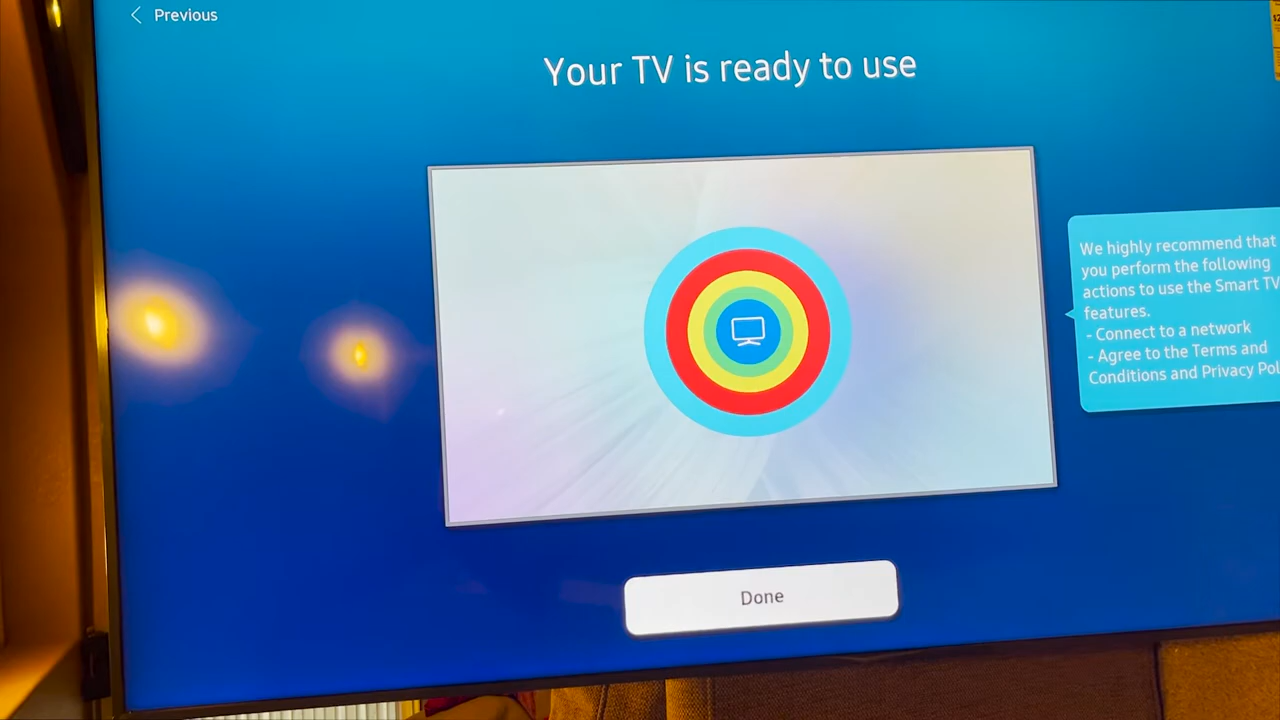 Previous
Your TV is ready to use
We highly recommend that
you perform the following
actions to use the Smart TV
features.
- Connect to a network
- Agree to the Terms and
Conditions and Privacy Pol
Done